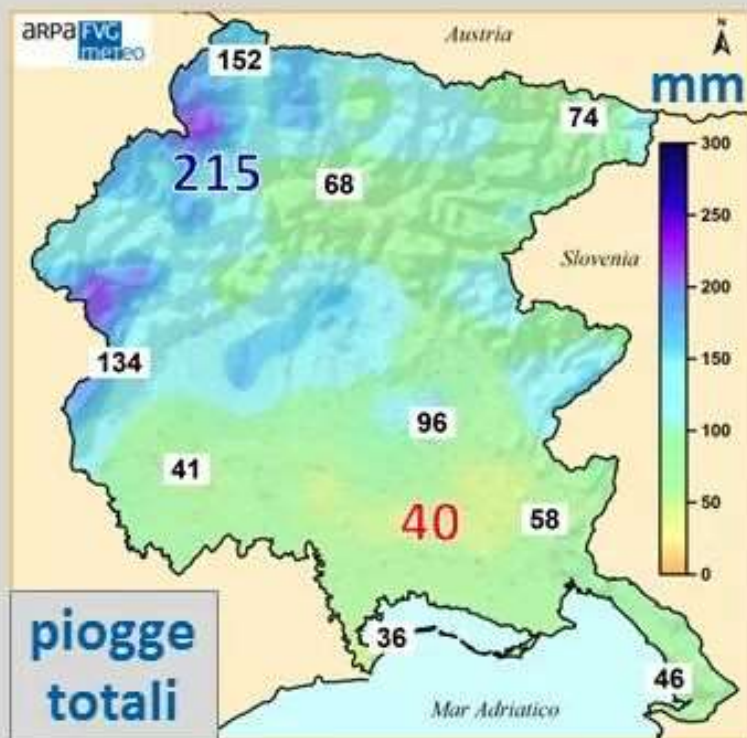 arpa FVG
meteo
Austria
N
152
mm
74
300
215
68
250
Slovenia
200
134
150
96
100
41
40
58
50
0
piogge
totali
36
46
Mar Adriatico